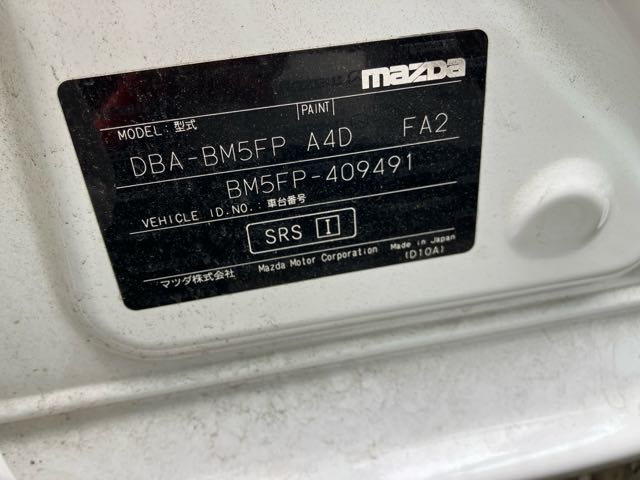 mazda
MODEL: 型式 PAINT
DBA-BM5FP A4D FA2
BM5FP-409491
VEHICLE ID.NO.: 車台番号
SRS I
マツダ株式会社 Mazda Motor Corporation Made in Japan
(D10A)